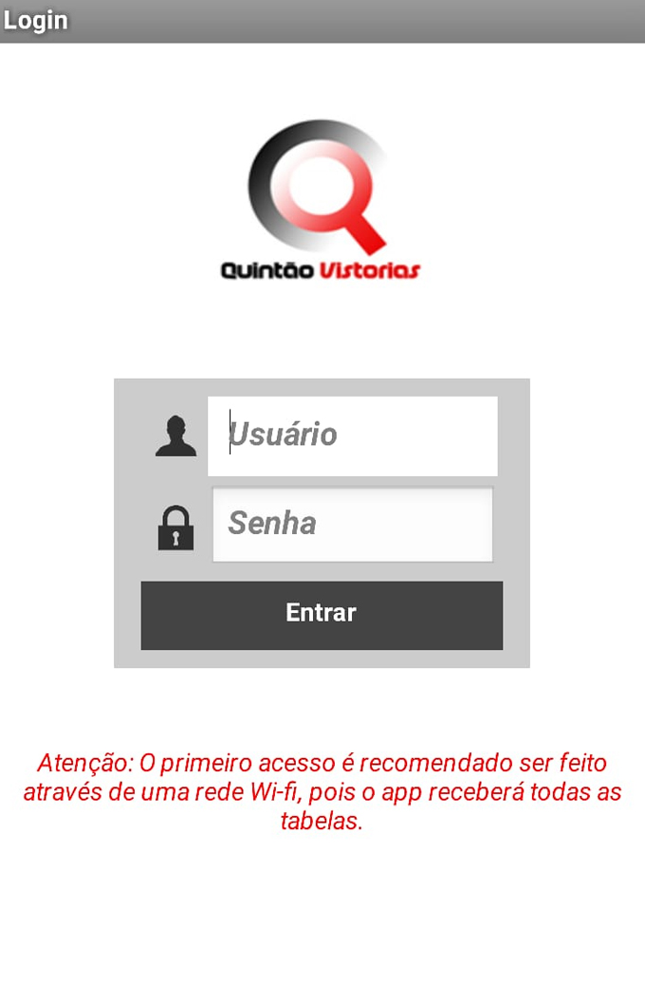 Login
Quintão Vistorias
Usuário
Senha
Entrar
Atenção: O primeiro acesso é recomendado ser feito
através de uma rede Wi-fi, pois o app receberá todas as
tabelas.